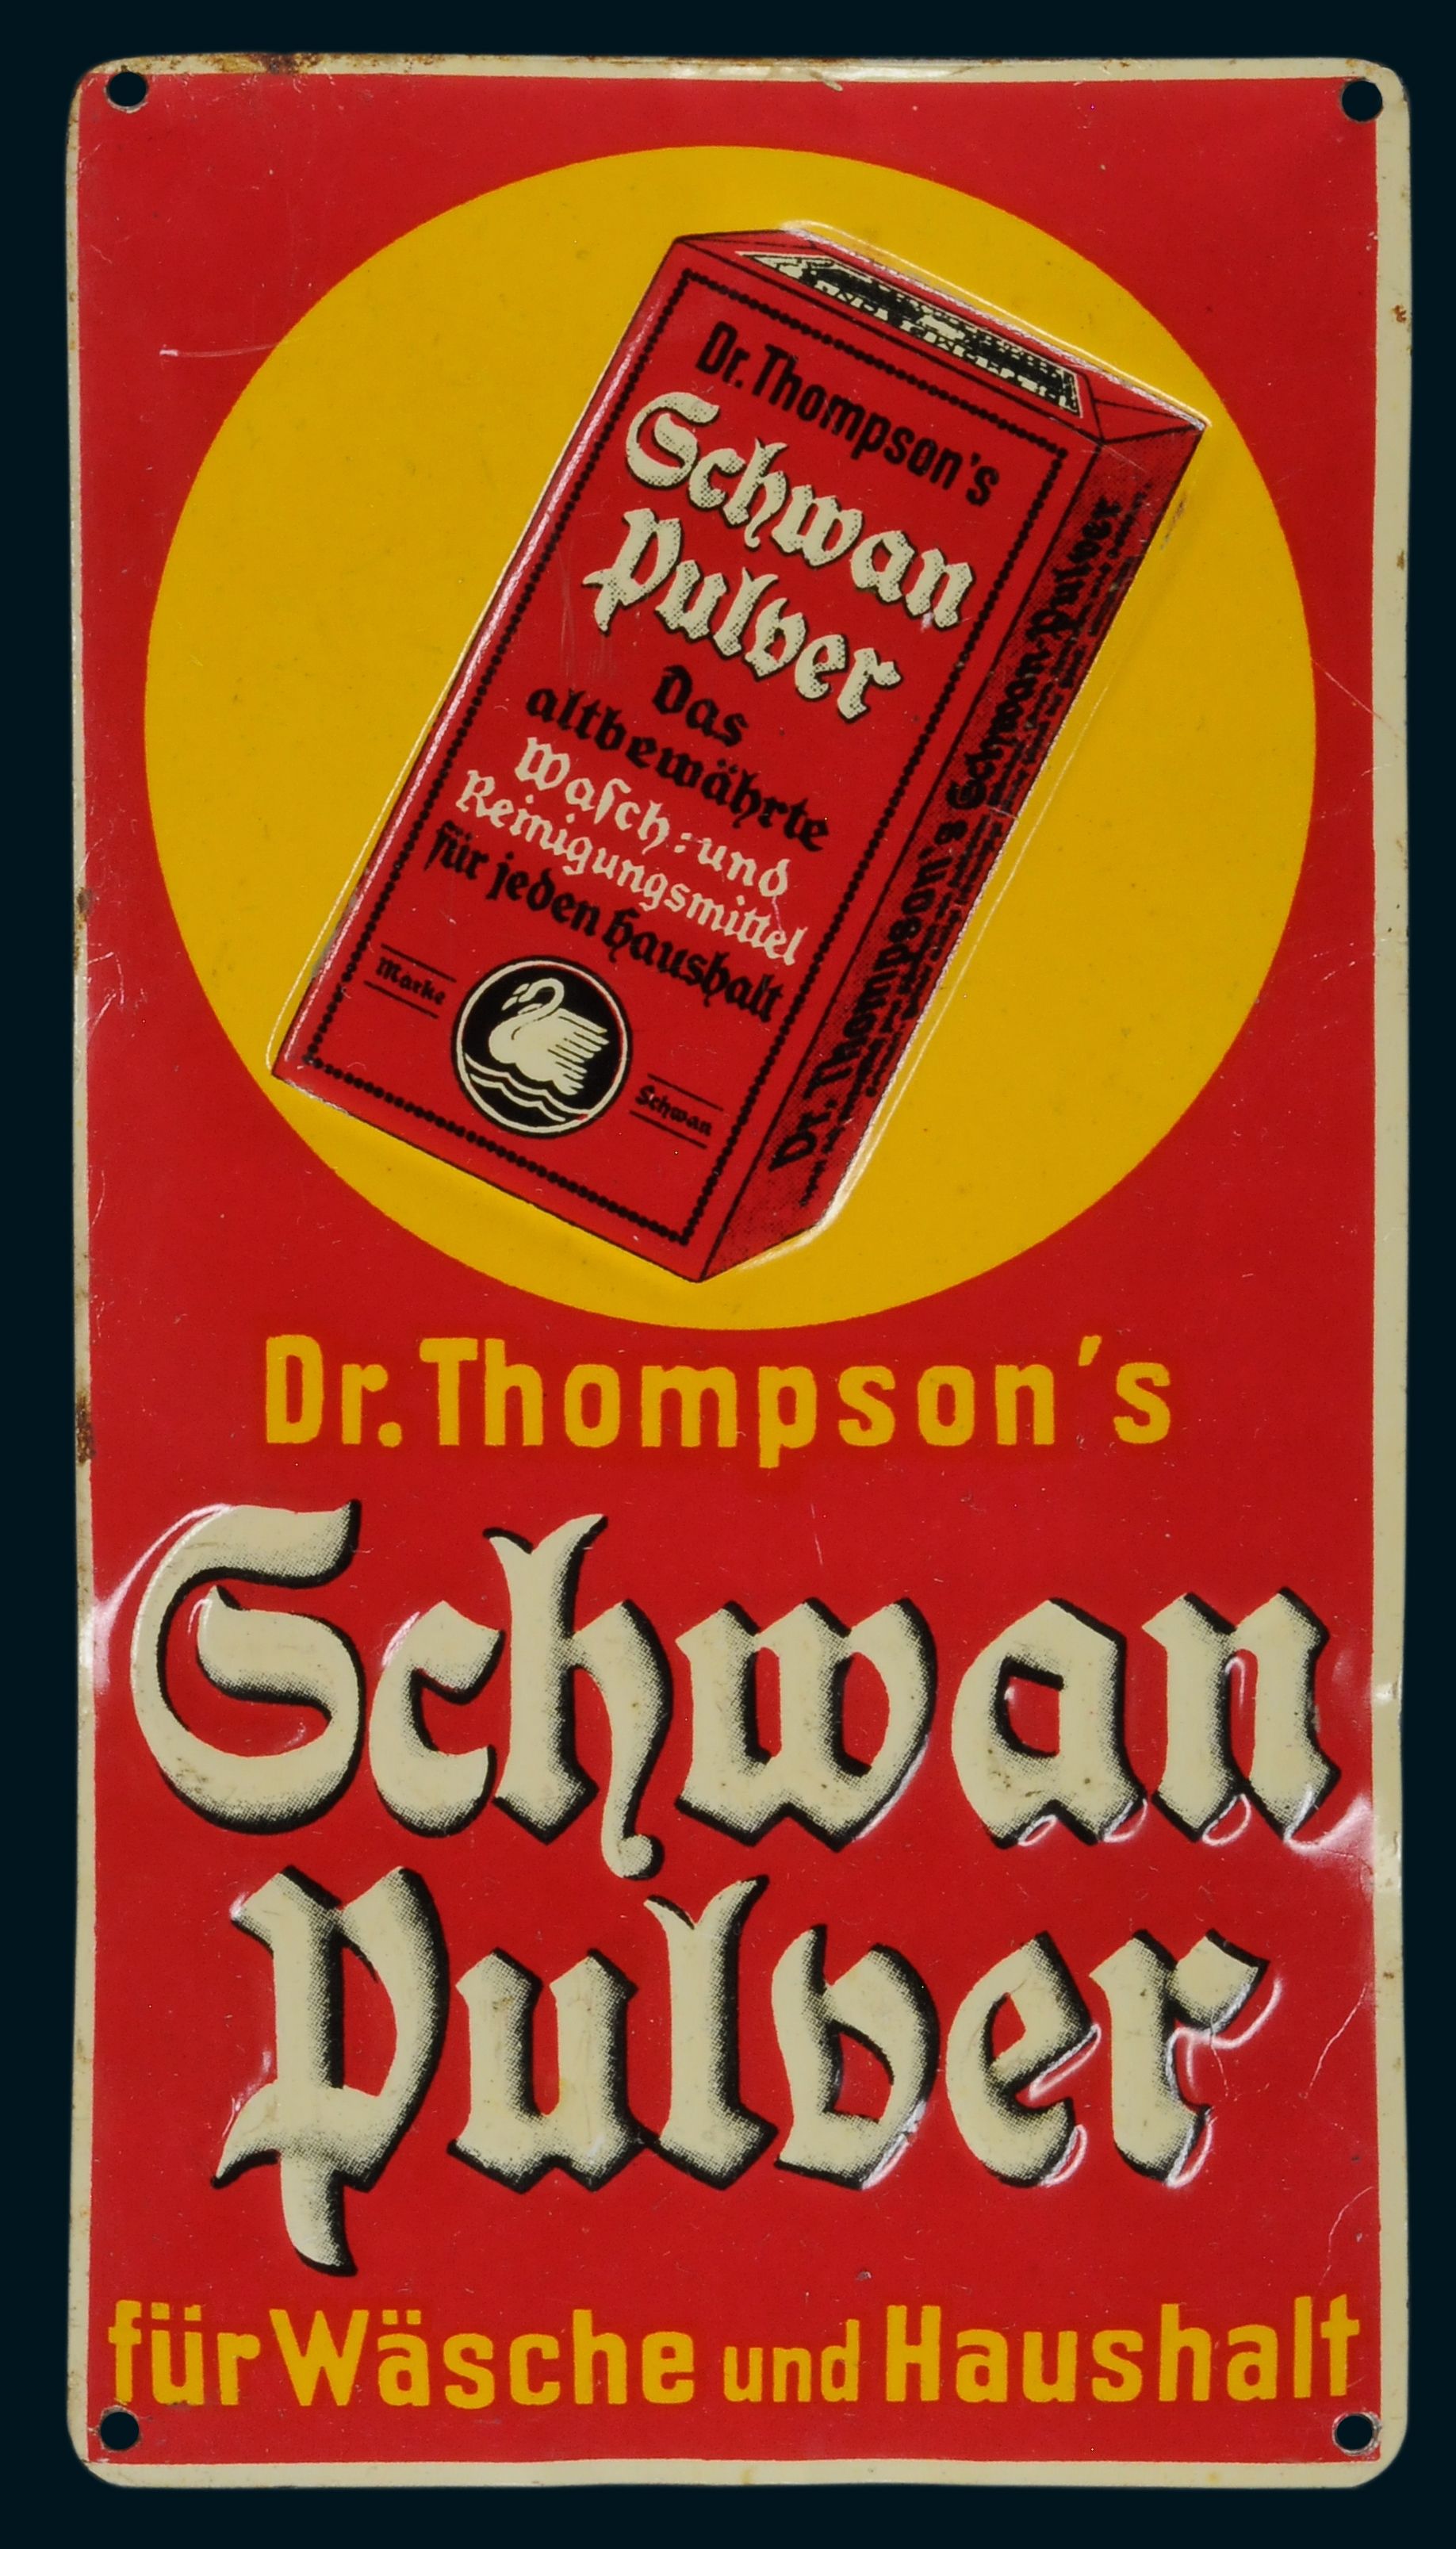 Dr. Thompson's
Schwan
Pulver
Das
altbewährte
Waſch- und
Reinigungsmittel
für jeden Haushalt
Marke
Schwan
Dr. Thompson's Schwan-Pulver
Dr. Thompson's
Schwan
Pulver
für Wäsche und Haushalt